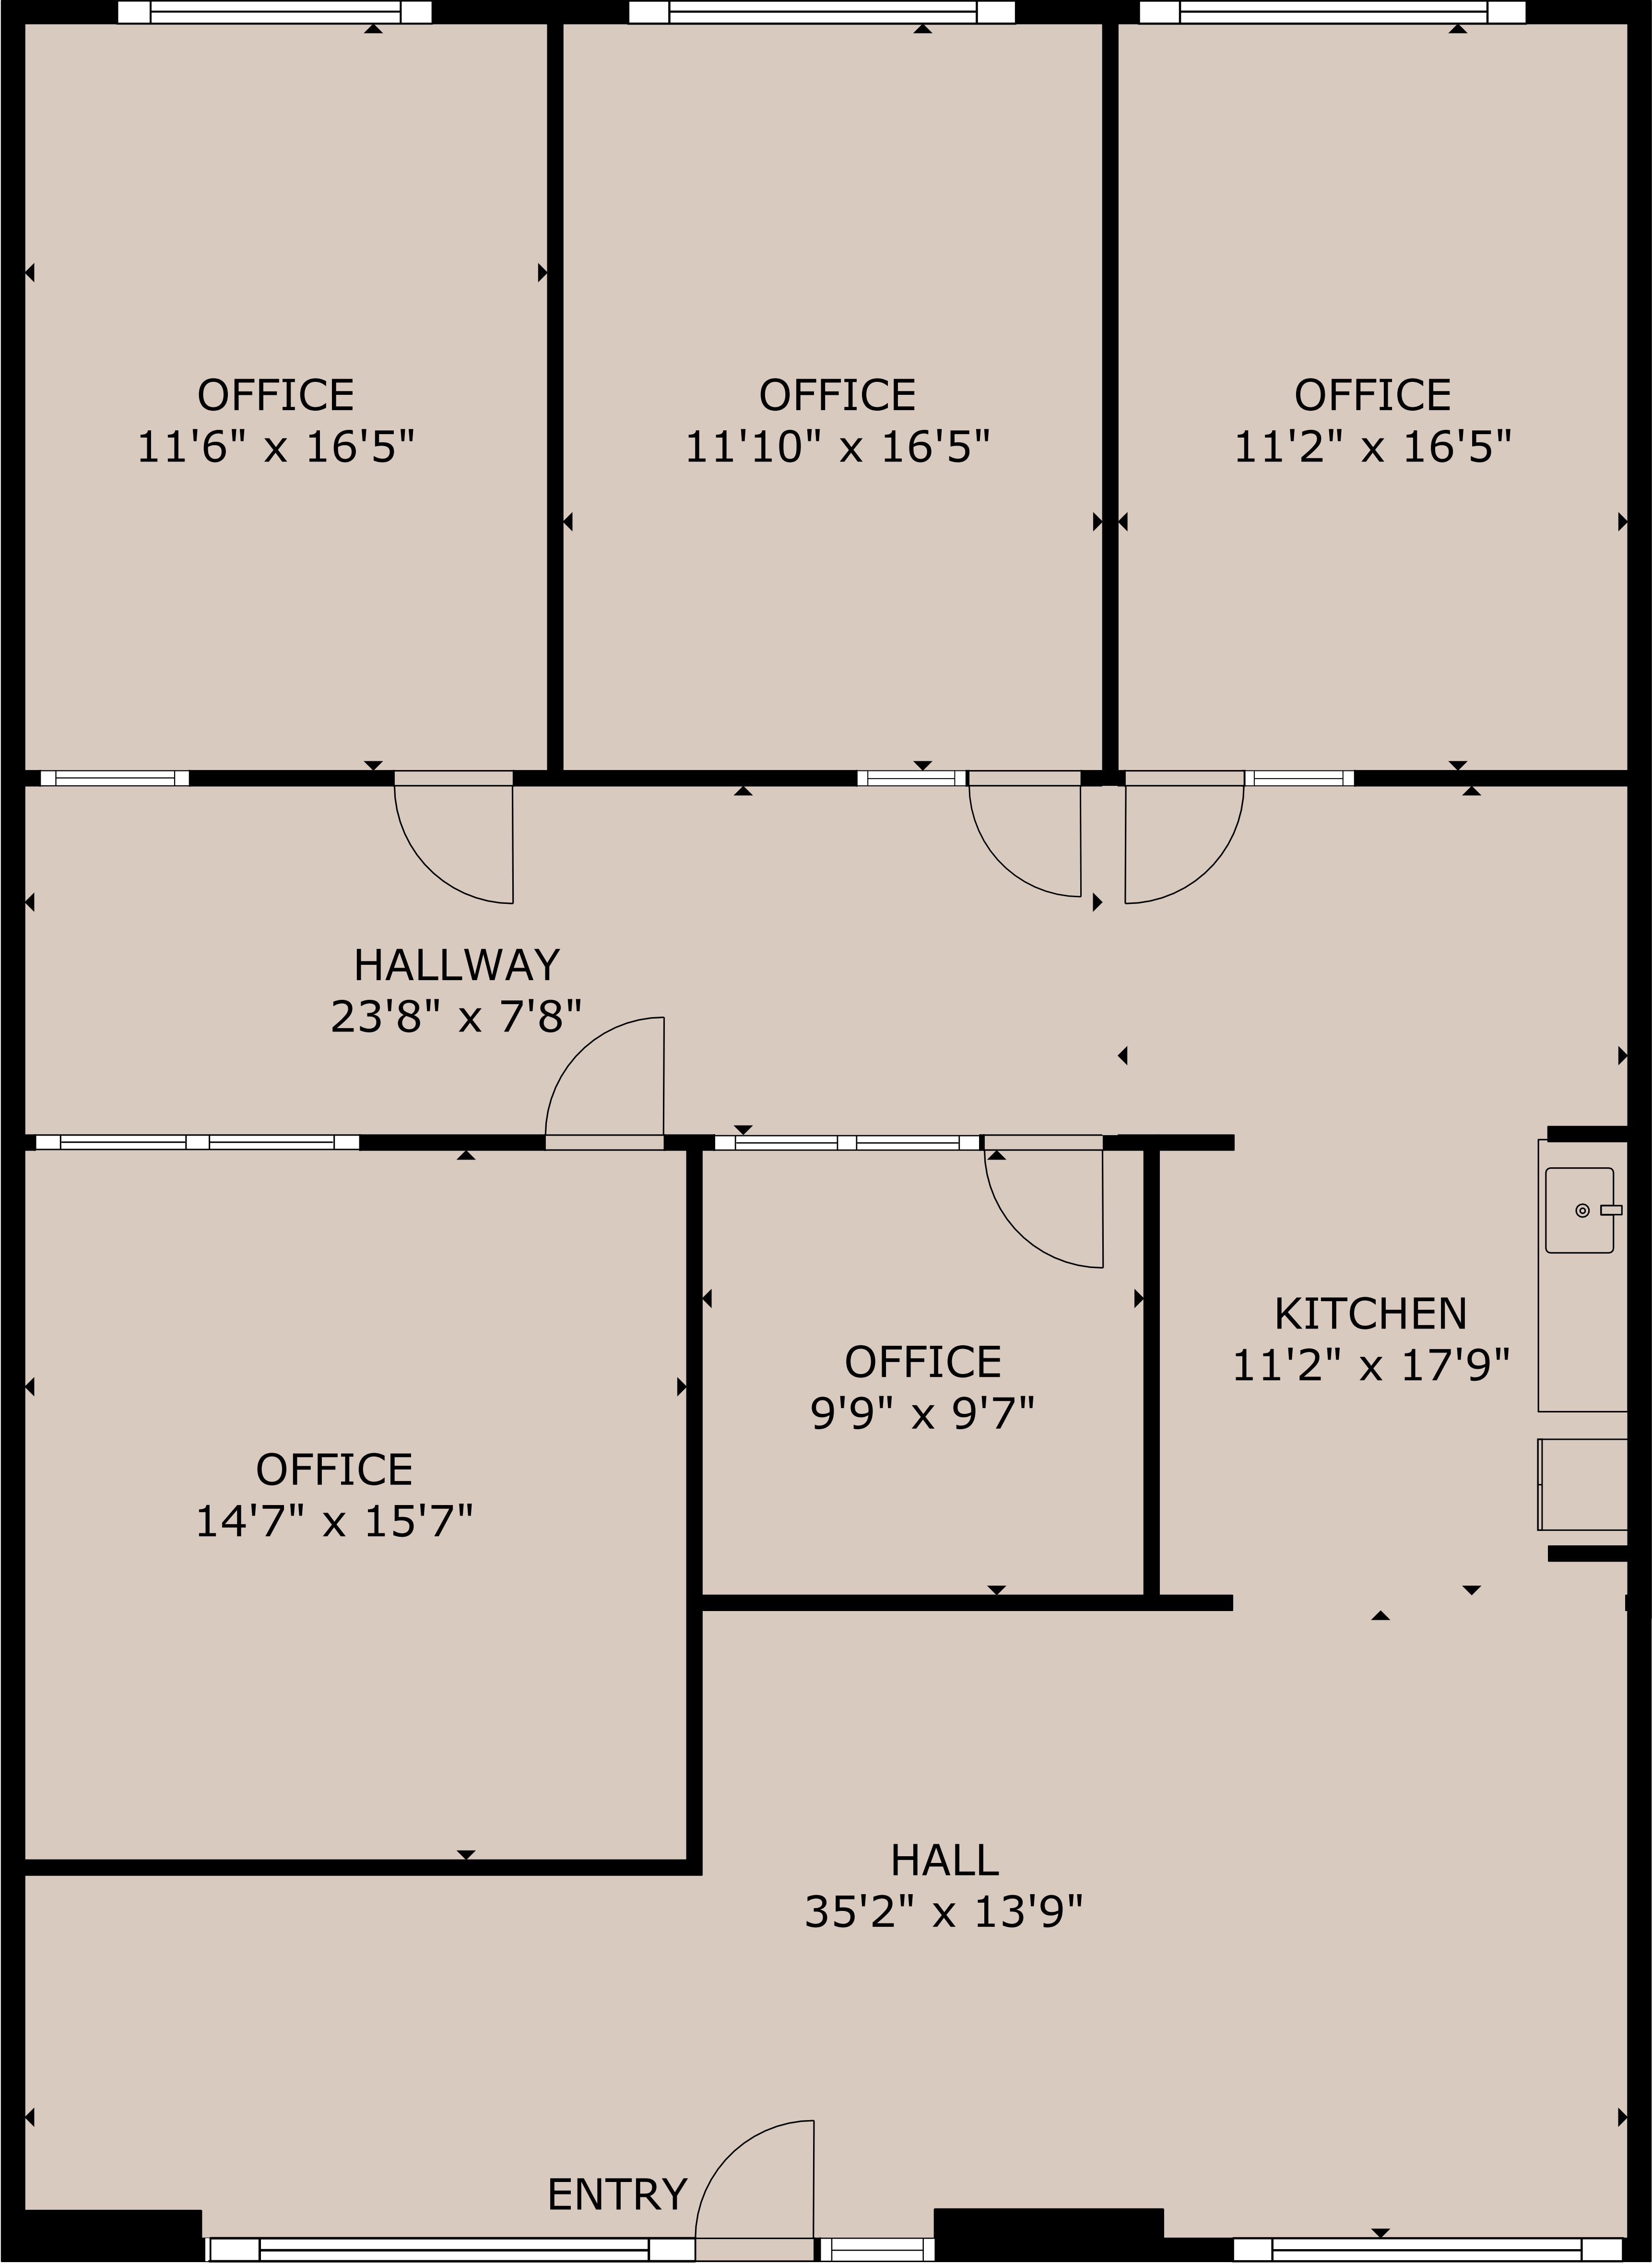 OFFICE
11'6" x 16'5"
OFFICE
11'10" x 16'5"
OFFICE
11'2" x 16'5"
HALLWAY
23'8" x 7'8"
KITCHEN
11'2" x 17'9"
OFFICE
9'9" x 9'7"
OFFICE
14'7" x 15'7"
HALL
35'2" x 13'9"
ENTRY